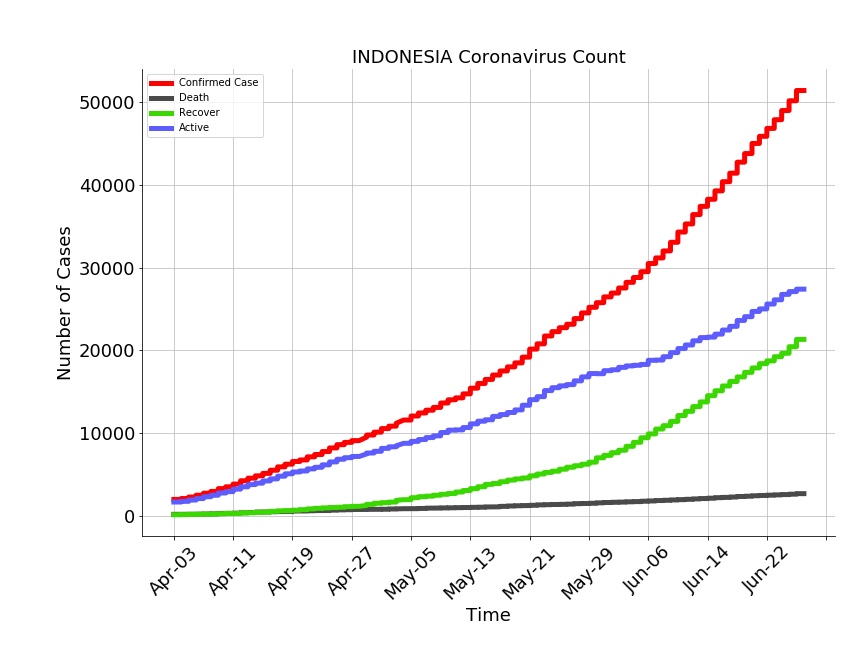 INDONESIA Coronavirus Count
Confirmed Case
Death
Recover
Active
50000
40000
30000
20000
10000
0
Number of Cases
Apr-03
Apr-11
Apr-19
Apr-27
May-05
May-13
May-21
May-29
Jun-06
Jun-14
Jun-22
Time